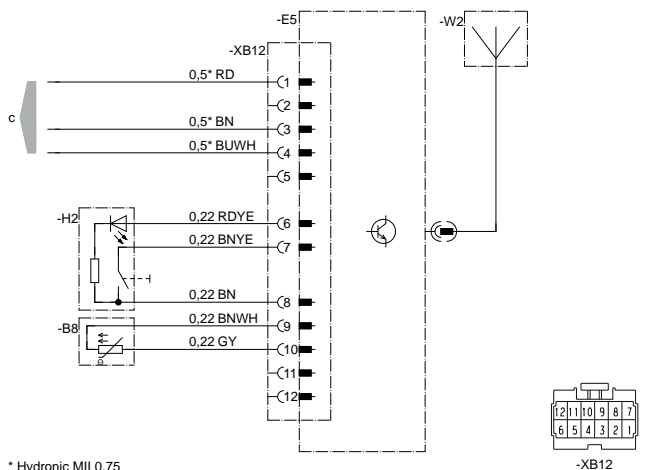 -E5
-W2
-XB12
0,5* RD
1
2
c
0,5* BN
3
0,5* BUWH
4
5
-H2
0,22 RDYE
6
0,22 BNYE
7
0,22 BN
8
-B8
0,22 BNWH
9
0,22 GY
10
11
12
12 11 10 9 8 7
6 5 4 3 2 1
-XB12
* Hydronic MII 0,75